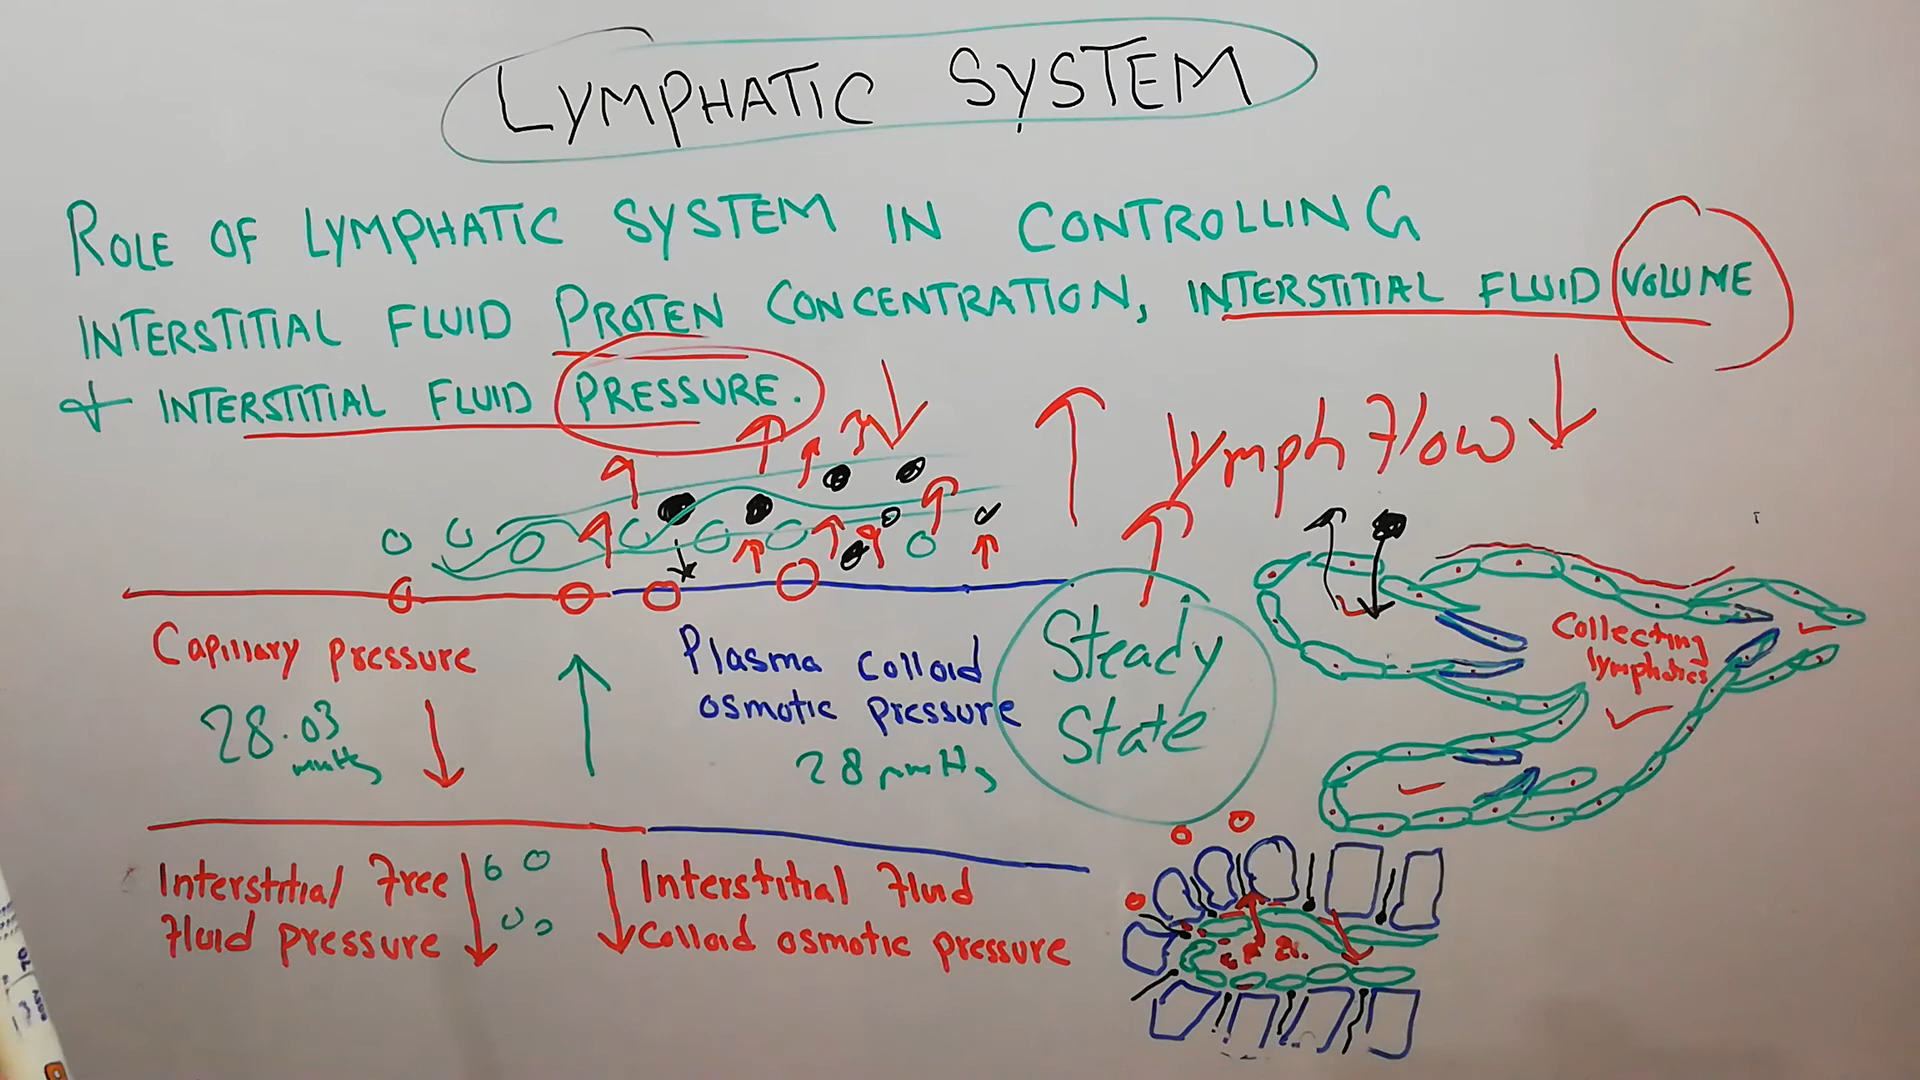 LYMPHATIC SYSTEM
ROLE OF LYMPHATIC SYSTEM IN CONTROLLING
INTERSTITIAL FLUID PROTEN CONCENTRATION, INTERSTITIAL FLUID VOLUME
+ INTERSTITIAL FLUID PRESSURE.
Lymph Flow
Capillary pressure
28.03
mmHg
Plasma colloid
osmotic pressure
28 mmHg
Steady
State
Collecting
lymphatics
Interstitial Free
Fluid pressure
Interstitial Fluid
Colloid osmotic pressure